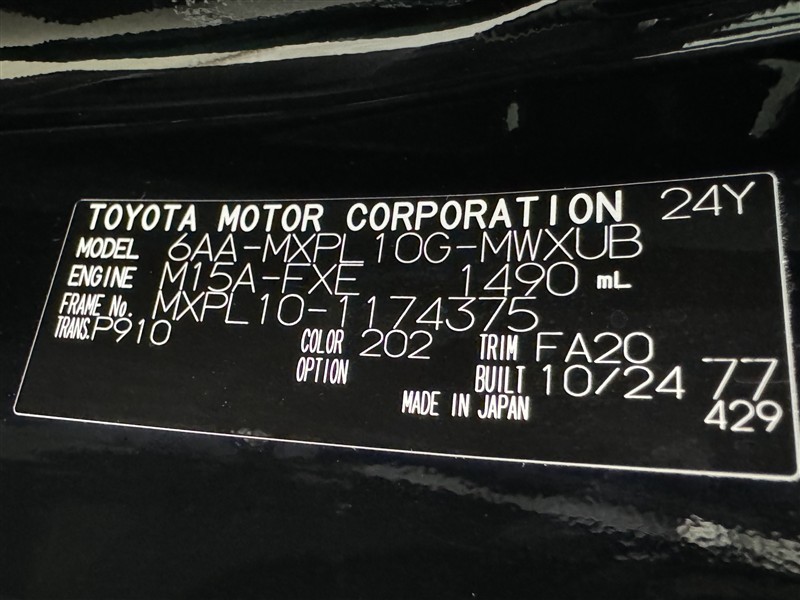 TOYOTA MOTOR CORPORATION 24Y
MODEL 6AA-MXPL10G-MWXUB
ENGINE M15A-FXE 1490 mL
FRAME No. MXPL10-1174375
TRANS. P910 COLOR 202 TRIM FA20
OPTION BUILT 10/24 77
MADE IN JAPAN 429